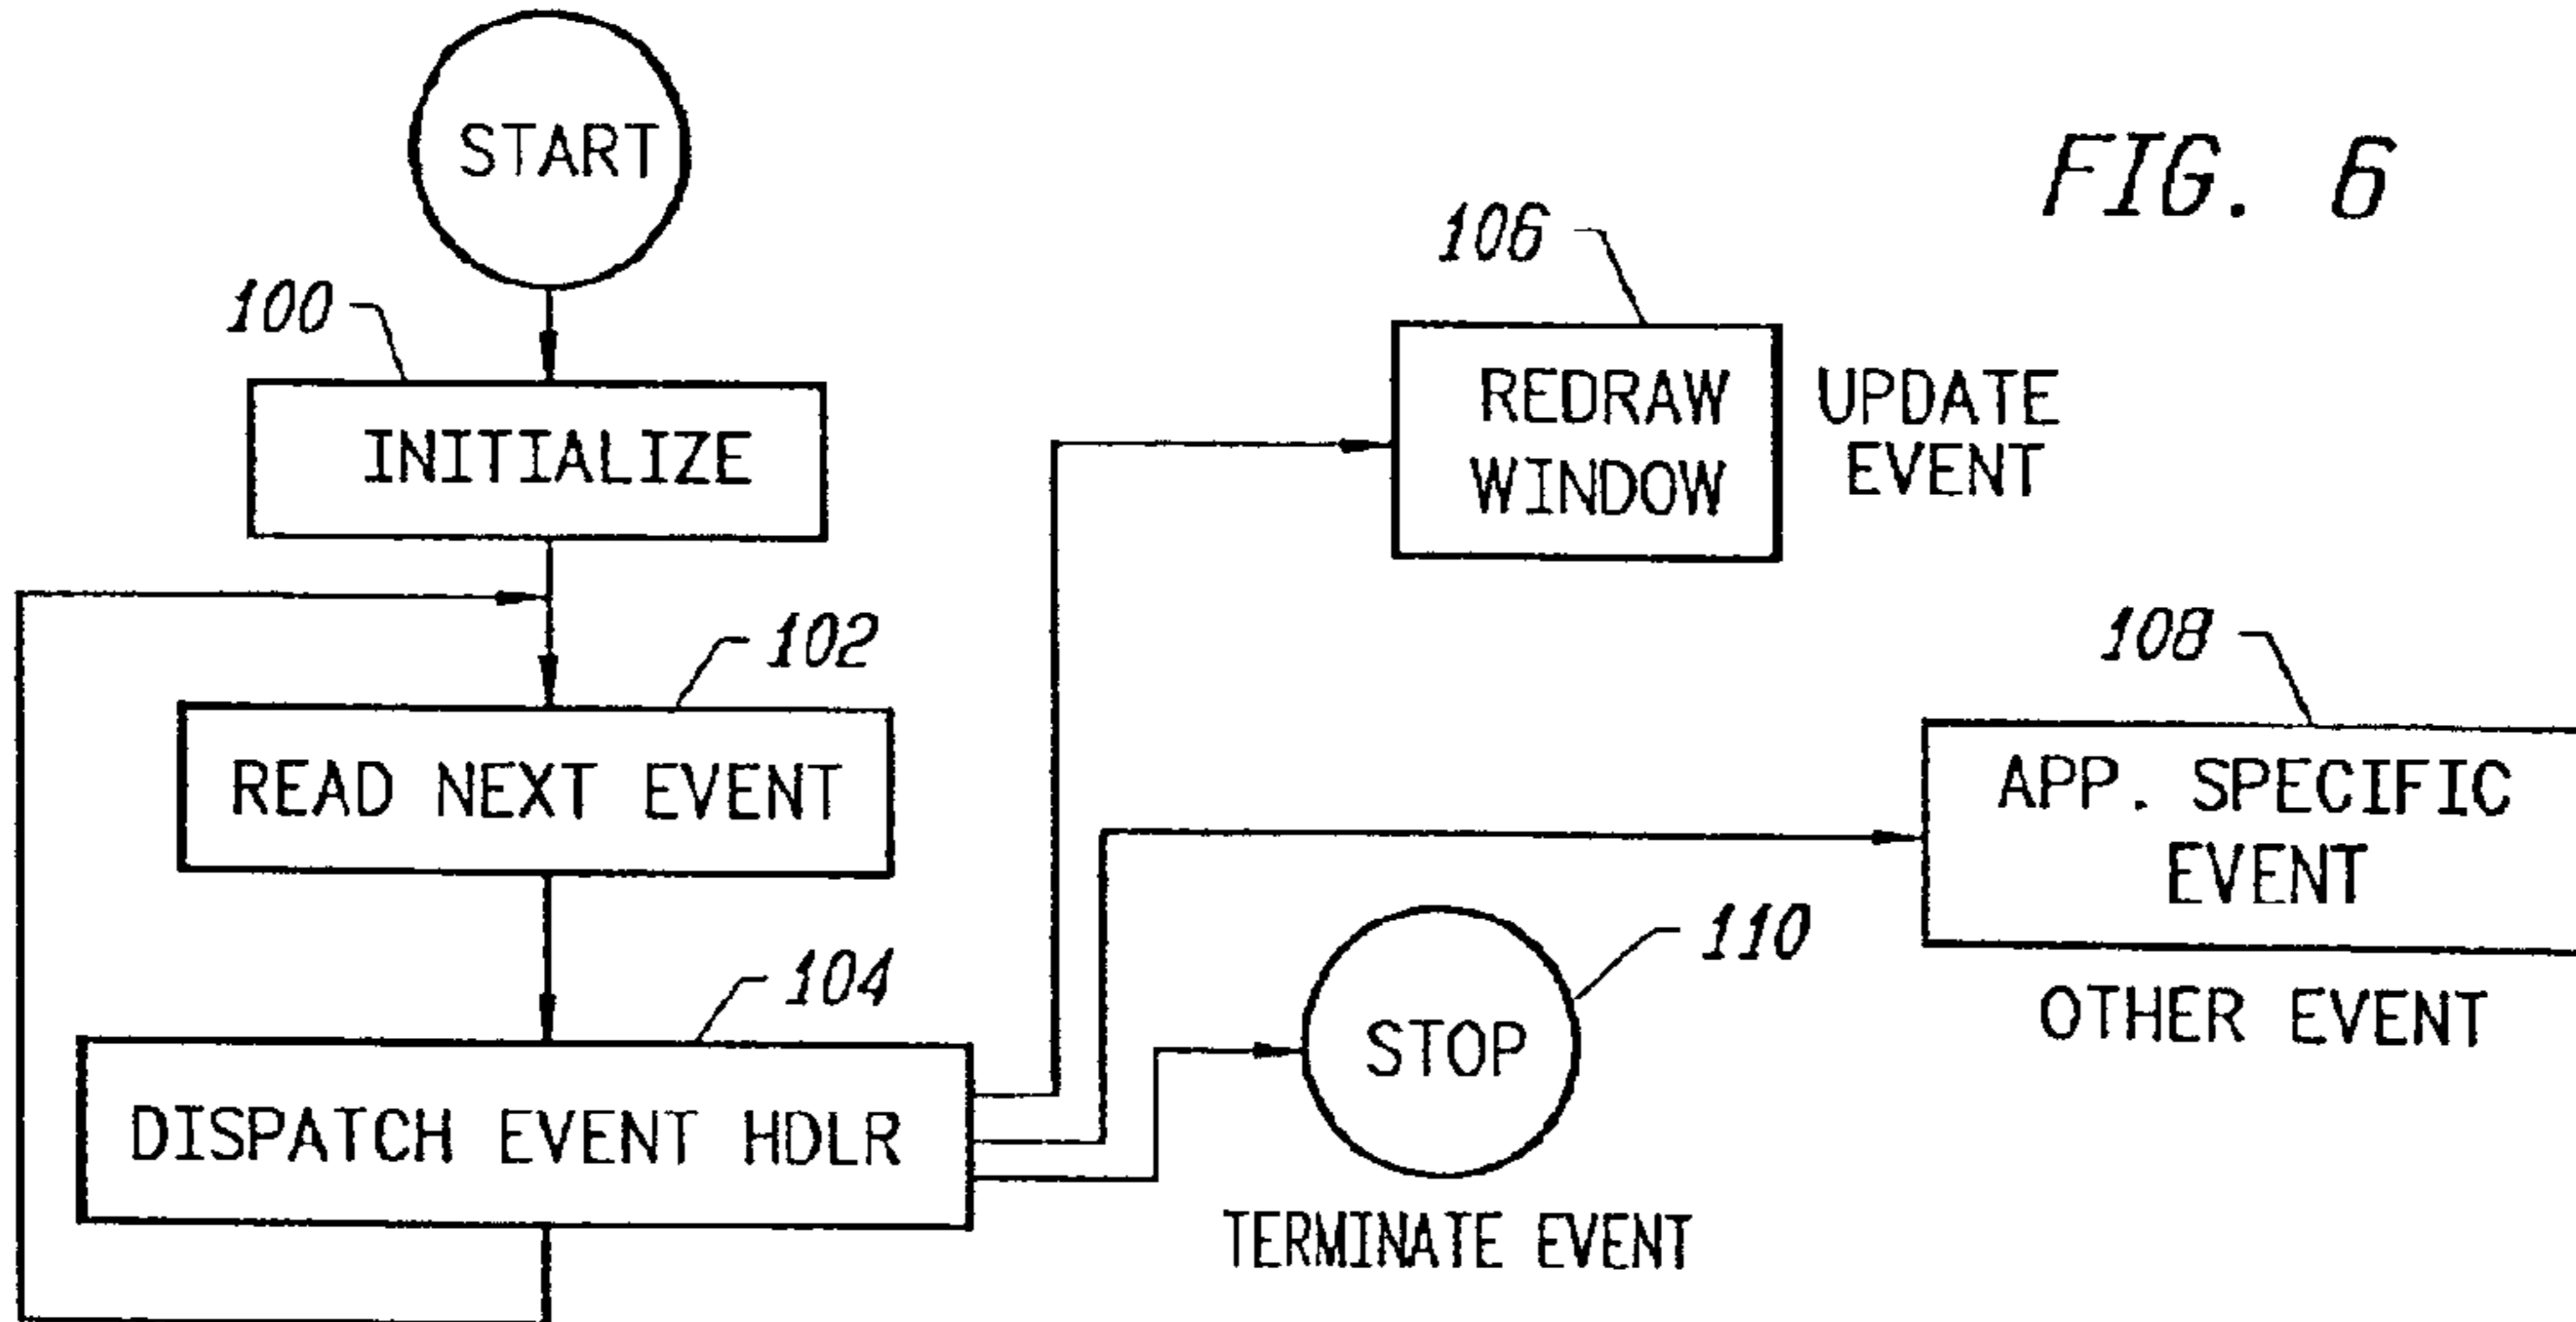 START
FIG. 6
100
INITIALIZE
106
REDRAW
WINDOW
UPDATE
EVENT
102
READ NEXT EVENT
108
APP. SPECIFIC
EVENT
OTHER EVENT
104
DISPATCH EVENT HDLR
110
STOP
TERMINATE EVENT